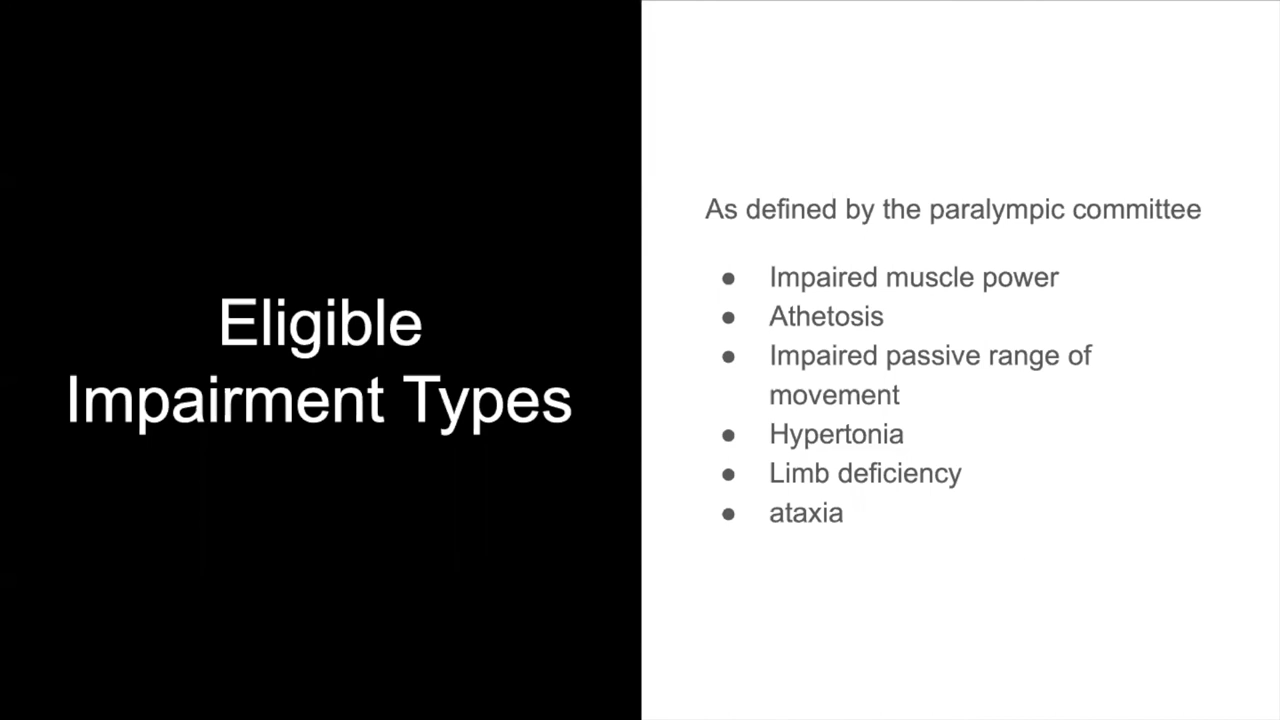 Eligible
Impairment Types
As defined by the paralympic committee
● Impaired muscle power
● Athetosis
● Impaired passive range of
movement
● Hypertonia
● Limb deficiency
● ataxia